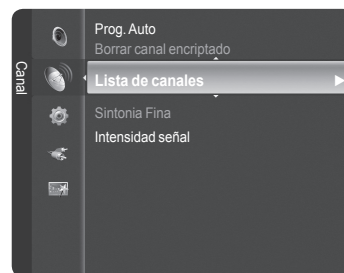 Canal
Prog. Auto
Borrar canal encriptado
Lista de canales
Sintonia Fina
Intensidad señal